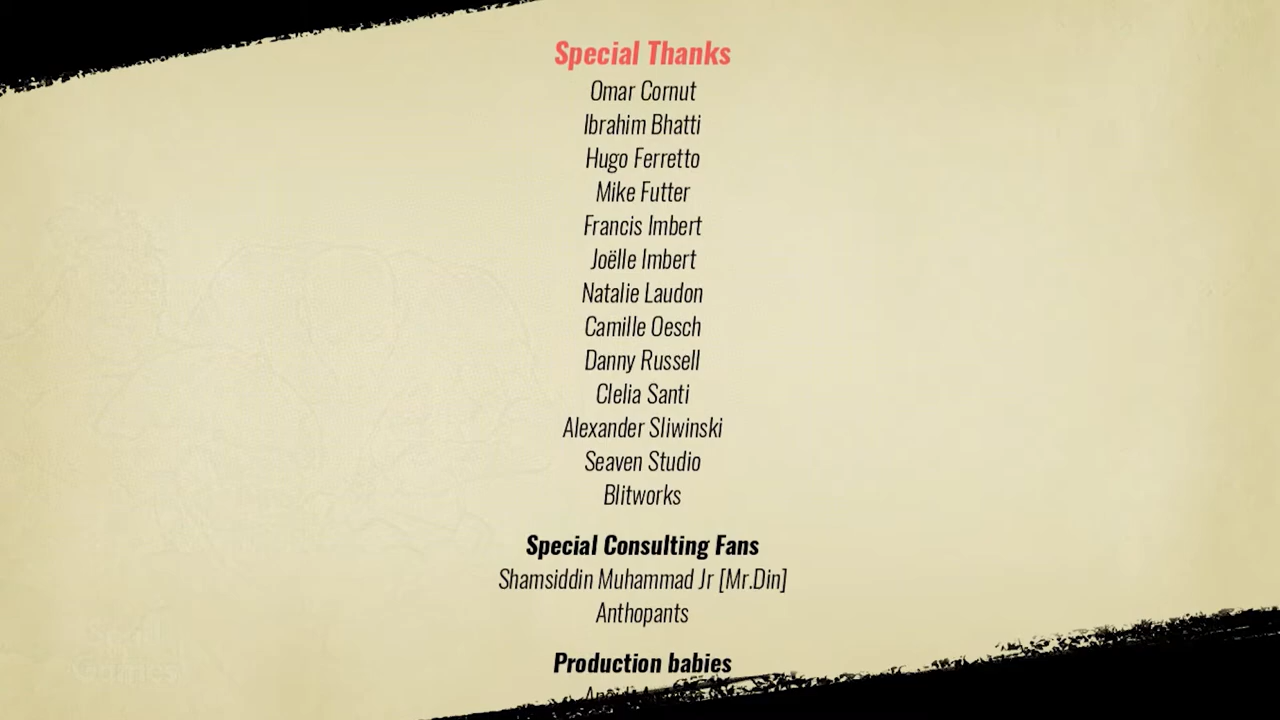 Special Thanks
Omar Cornut
Ibrahim Bhatti
Hugo Ferretto
Mike Futter
Francis Imbert
Joëlle Imbert
Natalie Laudon
Camille Oesch
Danny Russell
Clelia Santi
Alexander Sliwinski
Seaven Studio
Blitworks
Special Consulting Fans
Shamsiddin Muhammad Jr [Mr.Din]
Anthopants
Production babies